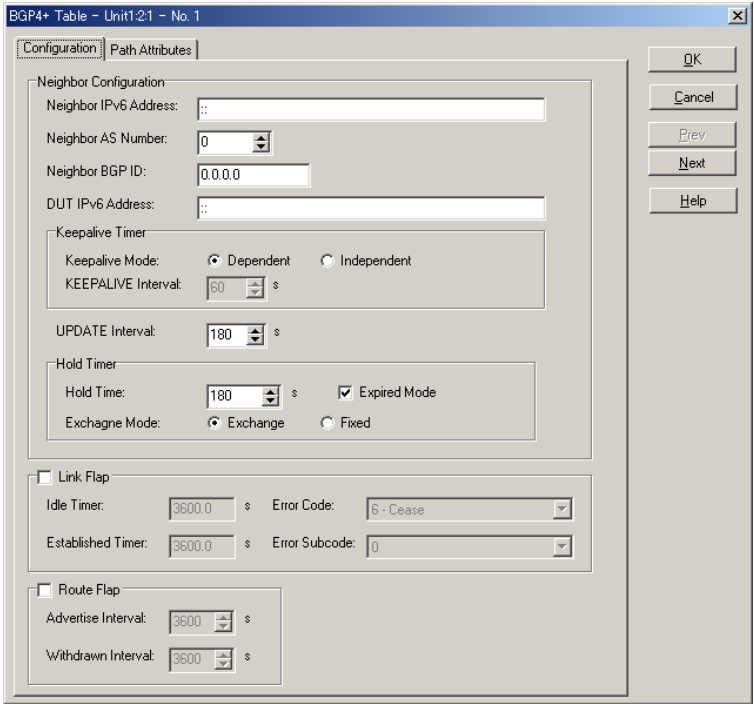 BGP4+ Table - Unit1:2:1 - No. 1
Configuration
Path Attributes
OK
Cancel
Prev
Next
Help
Neighbor Configuration
Neighbor IPv6 Address: ::
Neighbor AS Number: 0
Neighbor BGP ID: 0.0.0.0
DUT IPv6 Address: ::
Keepalive Timer
Keepalive Mode: Dependent Independent
KEEPALIVE Interval: 60 s
UPDATE Interval: 180 s
Hold Timer
Hold Time: 180 s Expired Mode
Exchagne Mode: Exchange Fixed
Link Flap
Idle Timer: 3600.0 s Error Code: 6 - Cease
Established Timer: 3600.0 s Error Subcode: 0
Route Flap
Advertise Interval: 3600 s
Withdrawn Interval: 3600 s